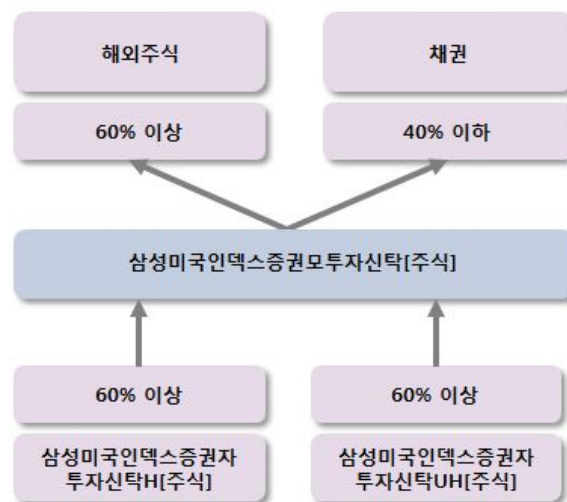 해외주식
채권
60% 이상
40% 이하
삼성미국인덱스증권모투자신탁[주식]
60% 이상
60% 이상
삼성미국인덱스증권자
투자신탁H[주식]
삼성미국인덱스증권자
투자신탁UH[주식]